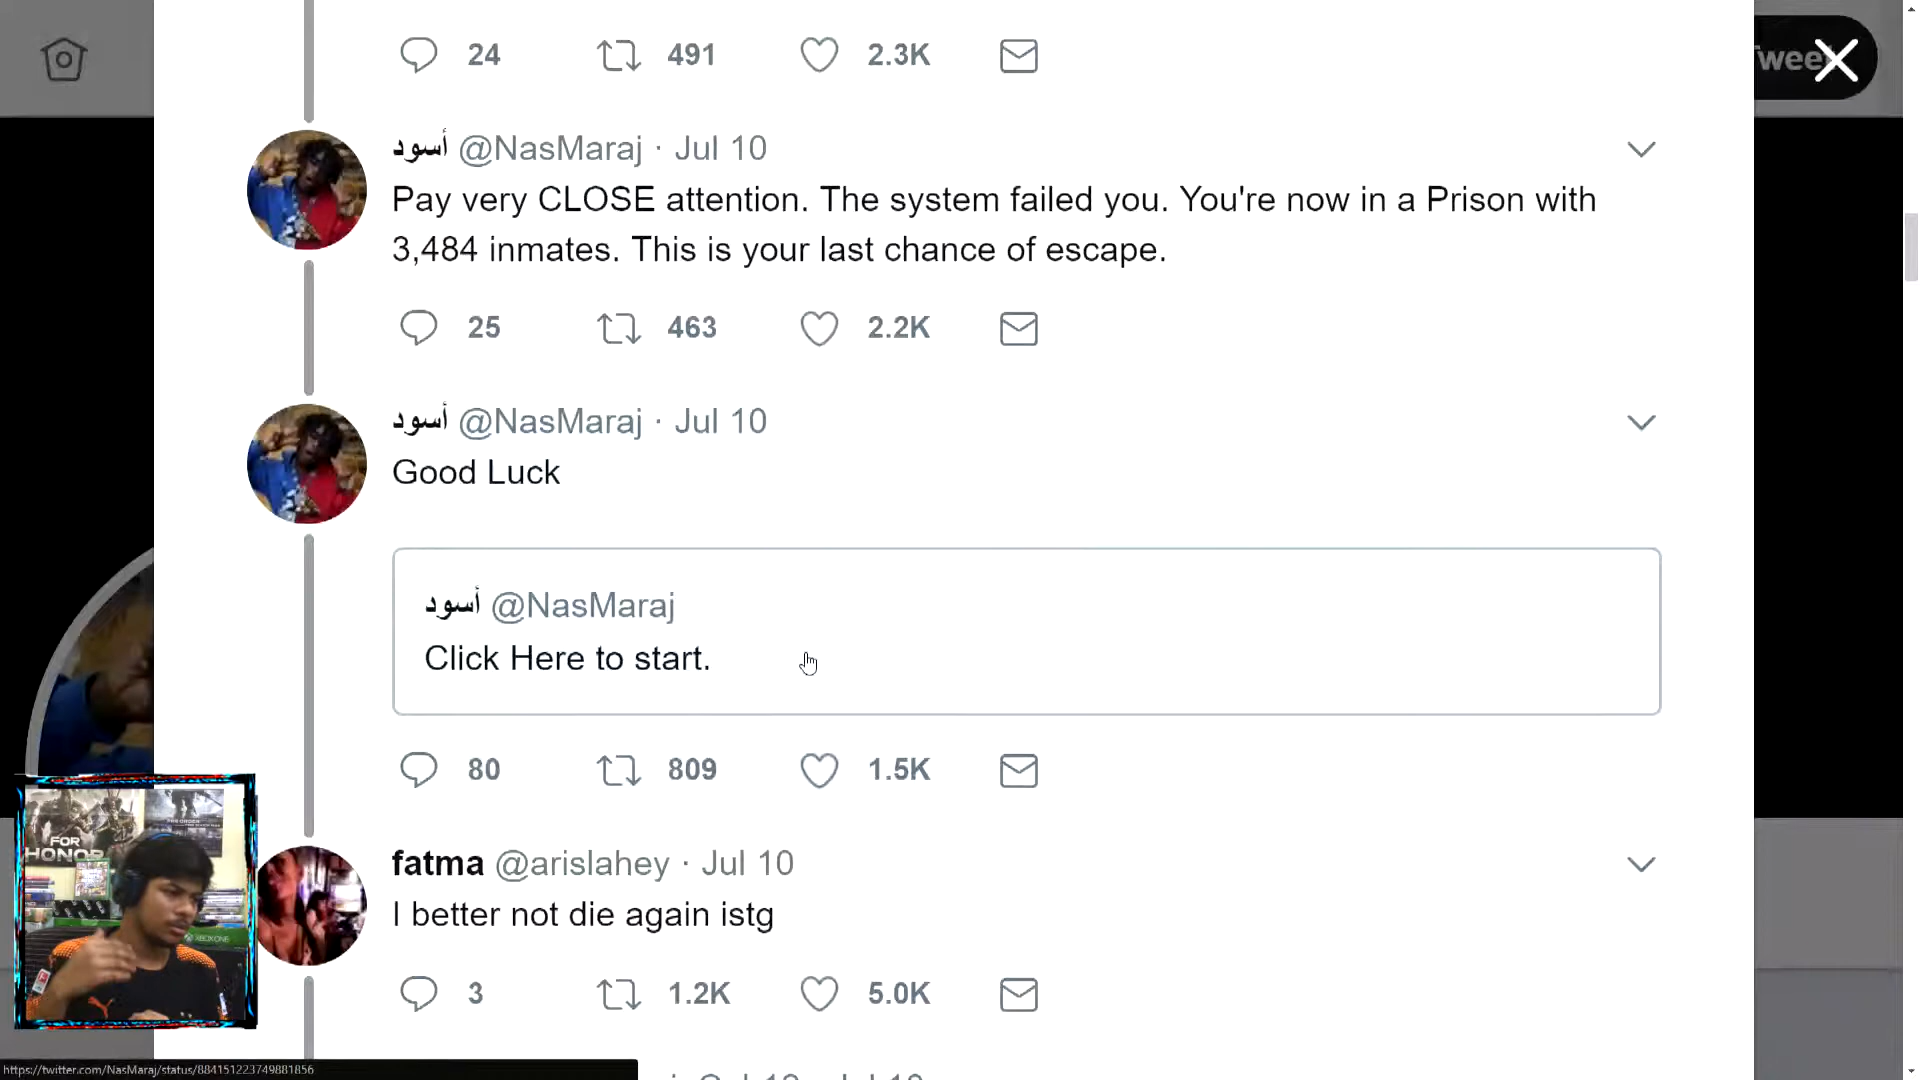 24 491 2.3K
Tweet
أسود @NasMaraj · Jul 10
Pay very CLOSE attention. The system failed you. You're now in a Prison with
3,484 inmates. This is your last chance of escape.
25 463 2.2K
أسود @NasMaraj · Jul 10
Good Luck
أسود @NasMaraj
Click Here to start.
80 809 1.5K
FOR
HONOR
XBOX ONE
fatma @arislahey · Jul 10
I better not die again istg
3 1.2K 5.0K
https://twitter.com/NasMaraj/status/884151223749881856